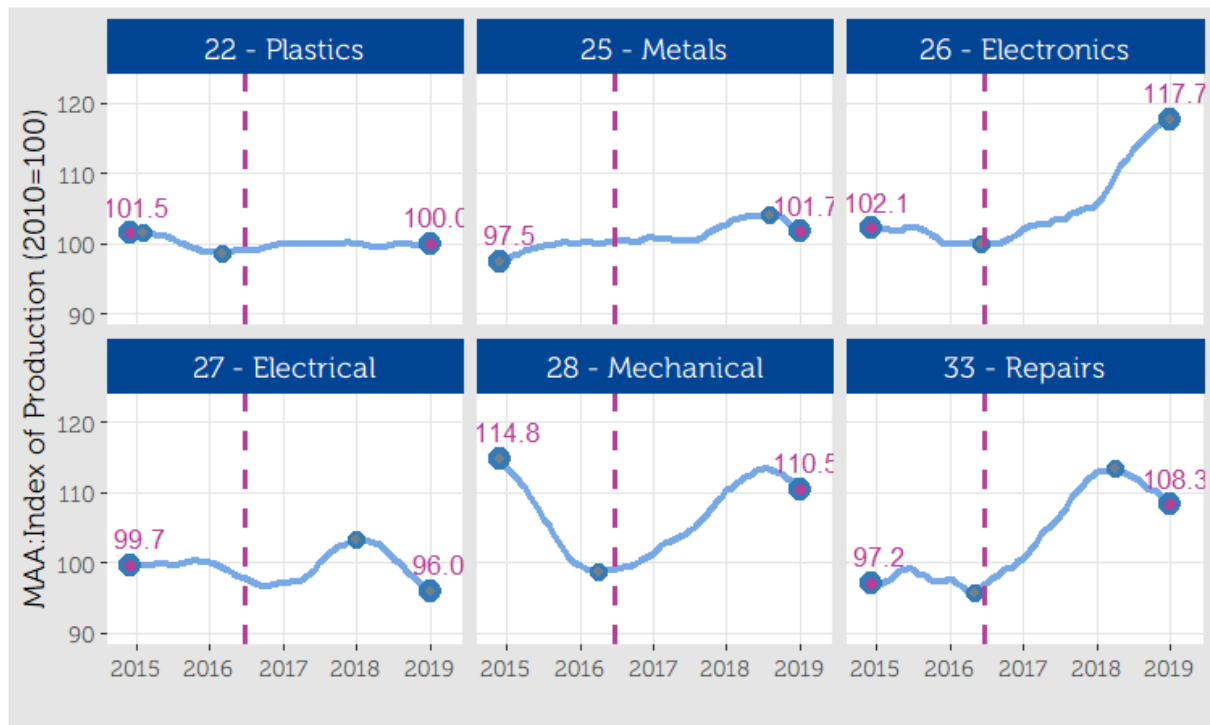 22 - Plastics
25 - Metals
26 - Electronics
MAA:Index of Production (2010=100)
120
110
100
90
101.5
100.0
97.5
101.7
102.1
117.7
27 - Electrical
28 - Mechanical
33 - Repairs
120
110
100
90
99.7
96.0
114.8
110.5
97.2
108.3
2015 2016 2017 2018 2019
2015 2016 2017 2018 2019
2015 2016 2017 2018 2019